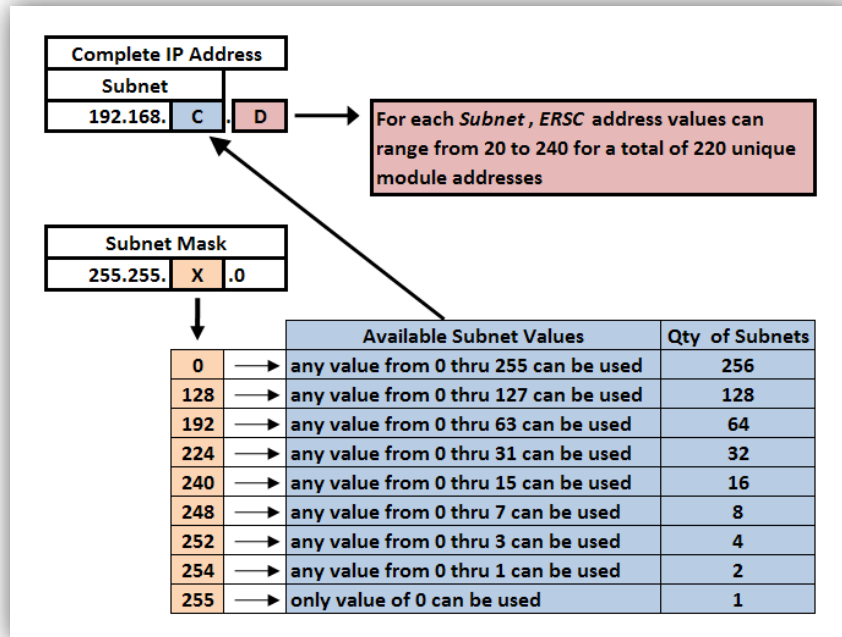 Complete IP Address
Subnet
192.168. C . D
For each Subnet, ERSC address values can
range from 20 to 240 for a total of 220 unique
module addresses
Subnet Mask
255.255. X .0
Available Subnet Values Qty of Subnets
0 any value from 0 thru 255 can be used 256
128 any value from 0 thru 127 can be used 128
192 any value from 0 thru 63 can be used 64
224 any value from 0 thru 31 can be used 32
240 any value from 0 thru 15 can be used 16
248 any value from 0 thru 7 can be used 8
252 any value from 0 thru 3 can be used 4
254 any value from 0 thru 1 can be used 2
255 only value of 0 can be used 1